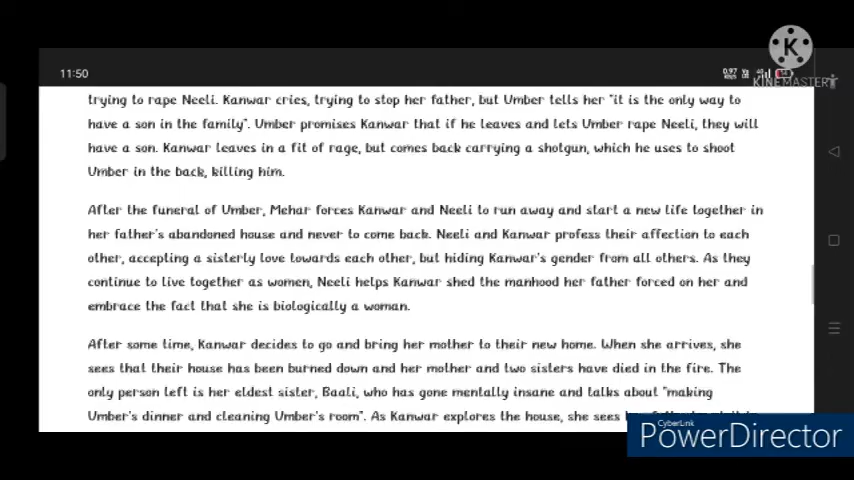 K
KINEMASTER
11:50
trying to rape Neeli. Kanwar cries, trying to stop her father, but Umber tells her "it is the only way to
have a son in the family". Umber promises Kanwar that if he leaves and lets Umber rape Neeli, they will
have a son. Kanwar leaves in a fit of rage, but comes back carrying a shotgun, which he uses to shoot
Umber in the back, killing him.
After the funeral of Umber, Mehar forces Kanwar and Neeli to run away and start a new life together in
her father's abandoned house and never to come back. Neeli and Kanwar profess their affection to each
other, accepting a sisterly love towards each other, but hiding Kanwar's gender from all others. As they
continue to live together as women, Neeli helps Kanwar shed the manhood her father forced on her and
embrace the fact that she is biologically a woman.
After some time, Kanwar decides to go and bring her mother to their new home. When she arrives, she
sees that their house has been burned down and her mother and two sisters have died in the fire. The
only person left is her eldest sister, Baali, who has gone mentally insane and talks about "making
Umber's dinner and cleaning Umber's room". As Kanwar explores the house, she sees
CyberLink
PowerDirector